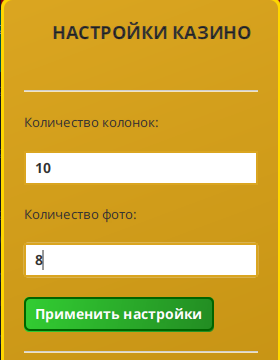 НАСТРОЙКИ КАЗИНО
Количество колонок:
10
Количество фото:
8
Применить настройки